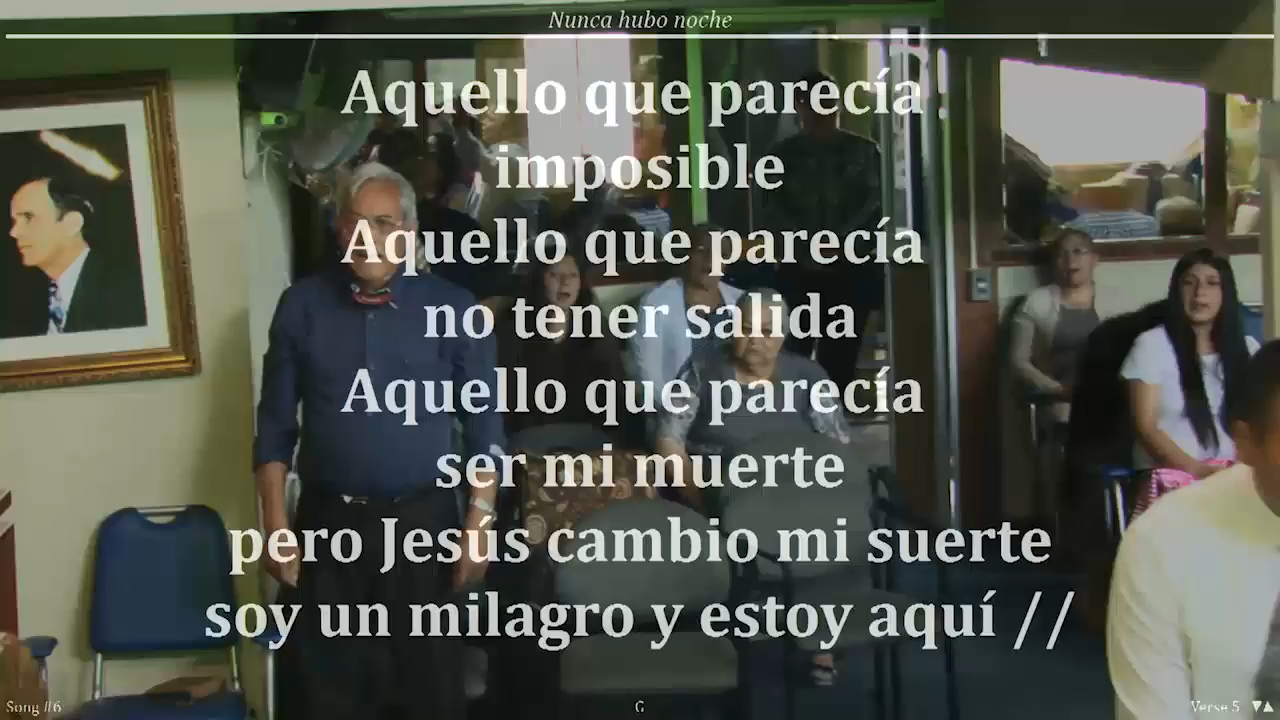 Nunca hubo noche
Aquello que parecía
imposible
Aquello que parecía
no tener salida
Aquello que parecía
ser mi muerte
pero Jesús cambio mi suerte
soy un milagro y estoy aquí //
Song #6
G
Verse 5 ▼▲